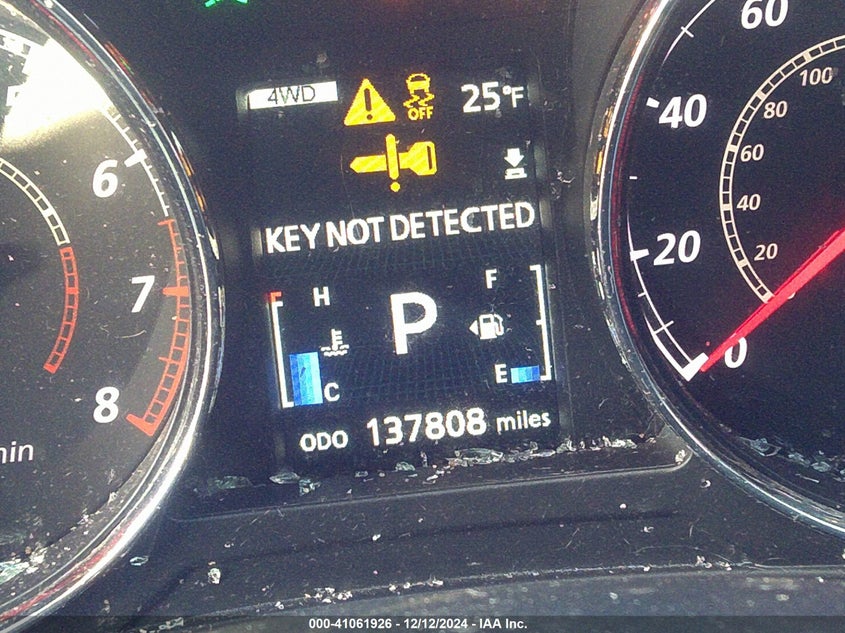 4WD
OFF
25°F
KEY NOT DETECTED
H
F
P
C
E
ODO 137808 miles
6
7
8
min
60
40
20
0
100
80
60
40
20
000-41061926 - 12/12/2024 - IAA Inc.